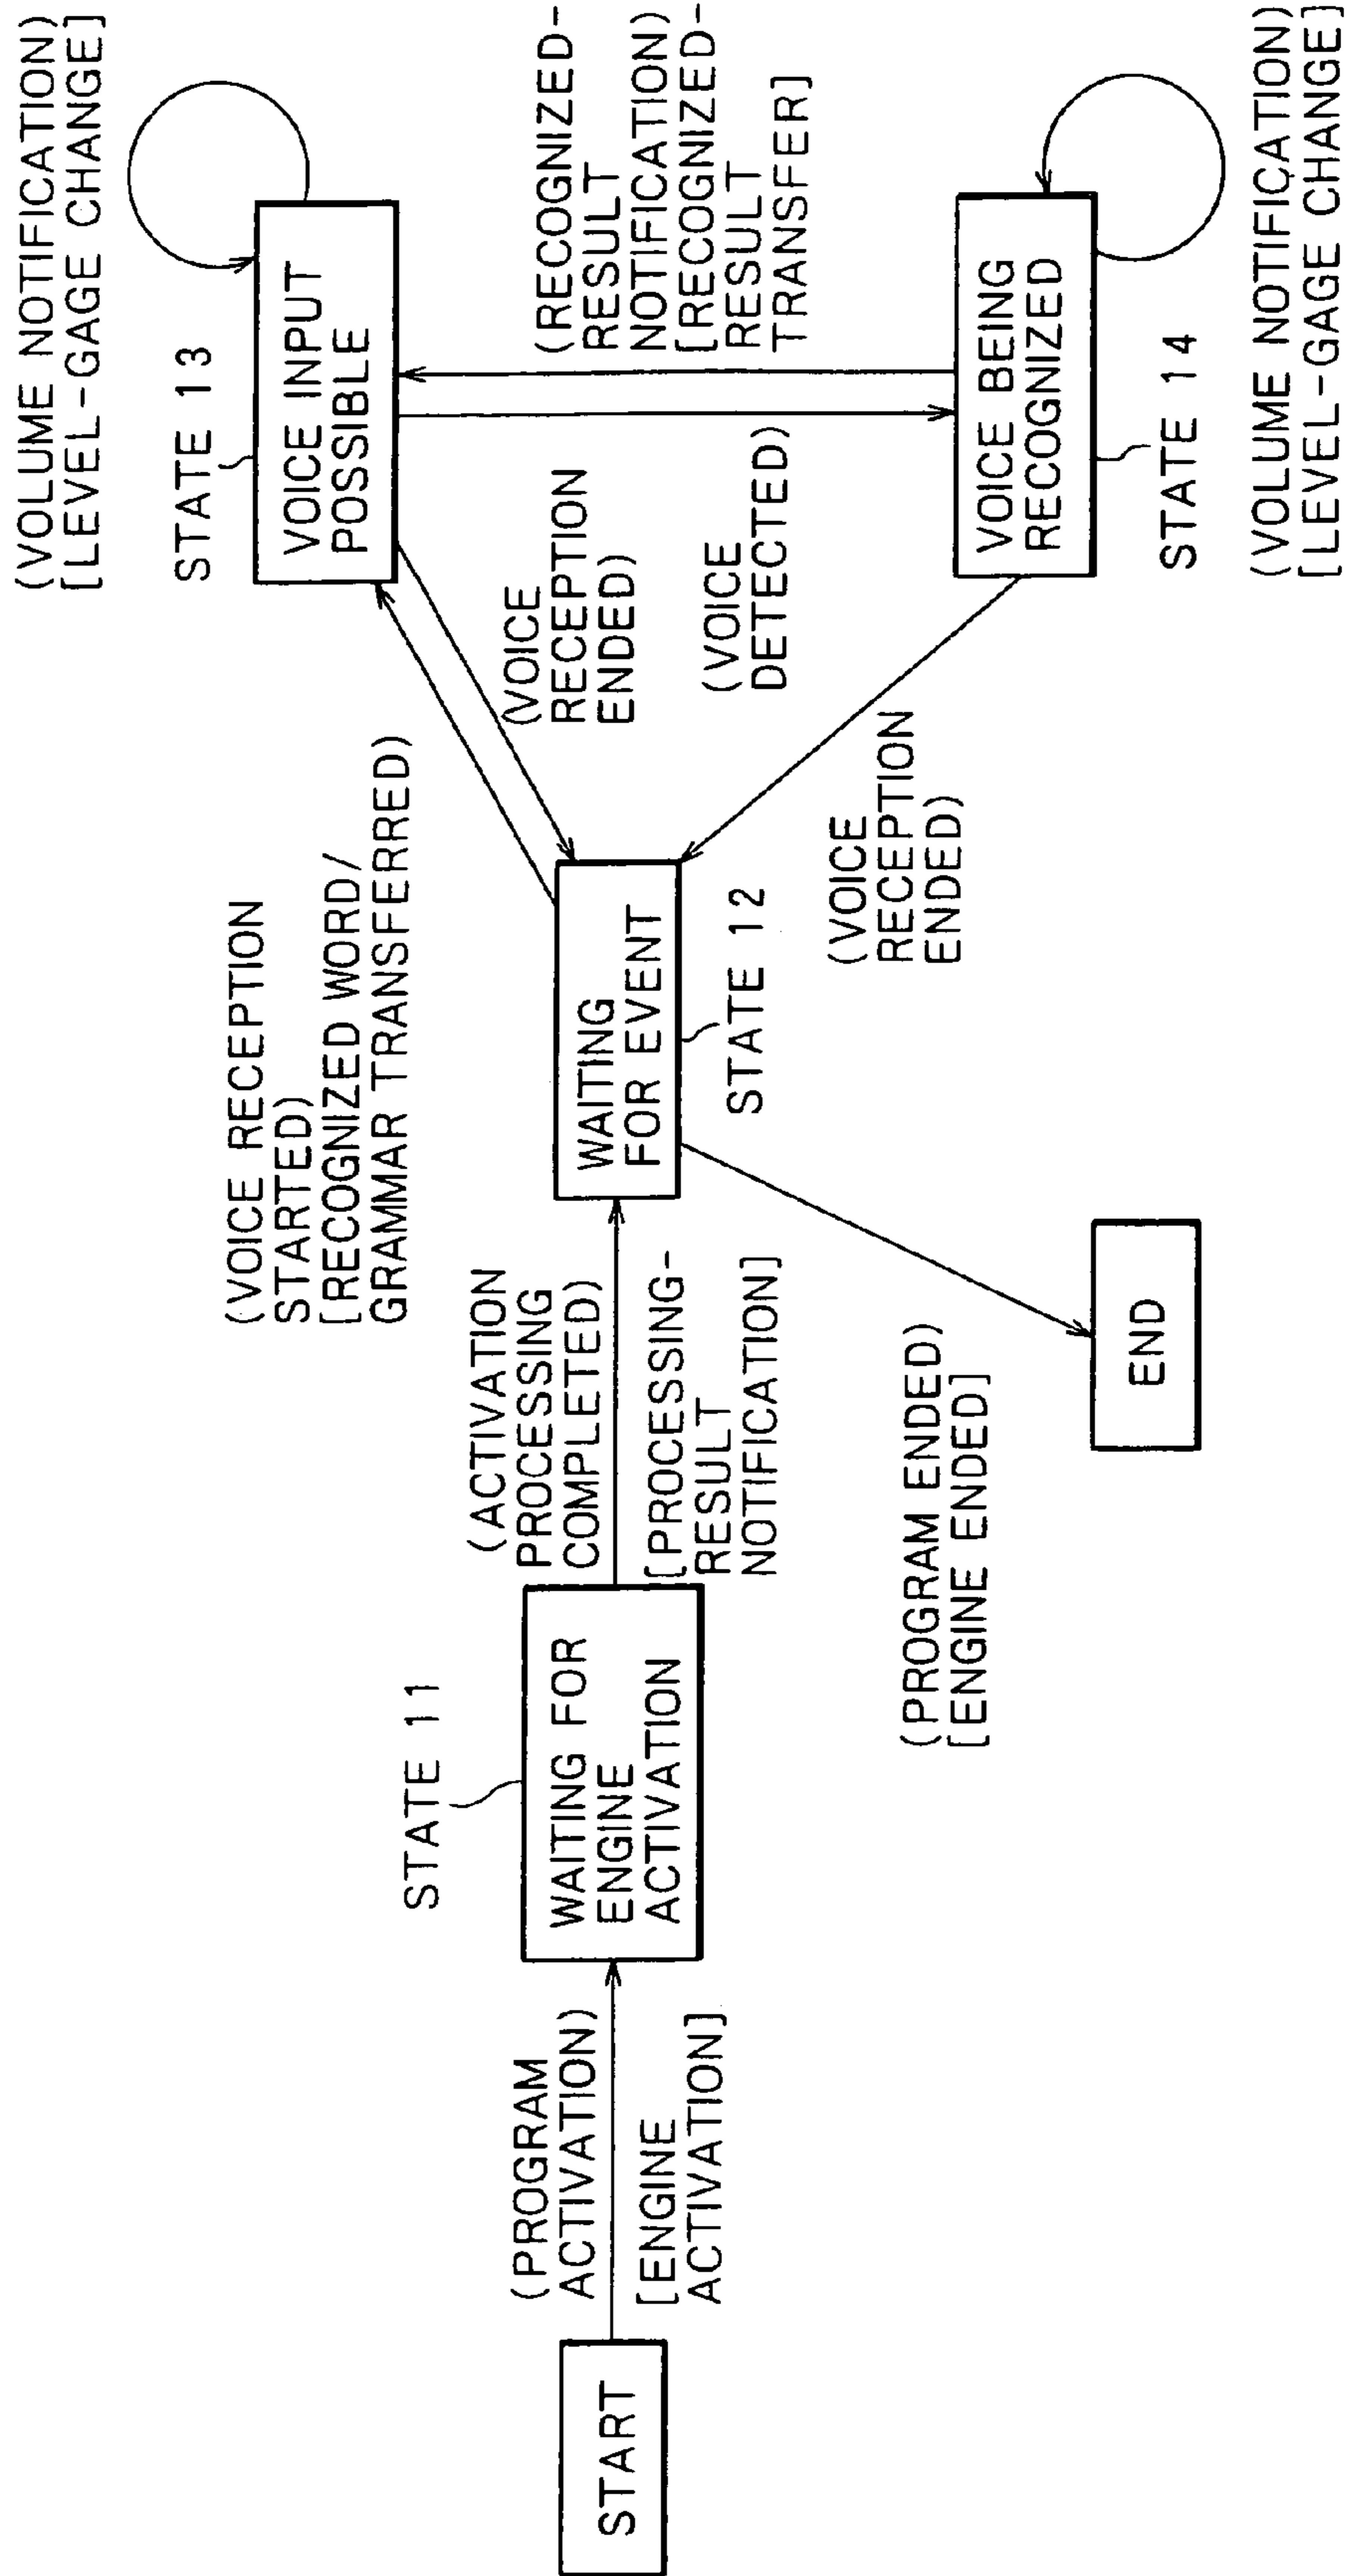 START
(PROGRAM
ACTIVATION)
[ENGINE
ACTIVATION]
STATE 11
WAITING FOR
ENGINE
ACTIVATION
(ACTIVATION
PROCESSING
COMPLETED)
[PROCESSING-
RESULT
NOTIFICATION]
WAITING
FOR EVENT
STATE 12
(PROGRAM ENDED)
[ENGINE ENDED]
END
(VOICE RECEPTION
STARTED)
[RECOGNIZED WORD/
GRAMMAR TRANSFERRED)
(VOICE
RECEPTION
ENDED)
(VOICE
RECEPTION
ENDED)
(VOLUME NOTIFICATION)
[LEVEL-GAGE CHANGE]
STATE 13
VOICE INPUT
POSSIBLE
(VOICE
DETECTED)
(RECOGNIZED-
RESULT
NOTIFICATION)
[RECOGNIZED-
RESULT
TRANSFER]
VOICE BEING
RECOGNIZED
STATE 14
(VOLUME NOTIFICATION)
[LEVEL-GAGE CHANGE]